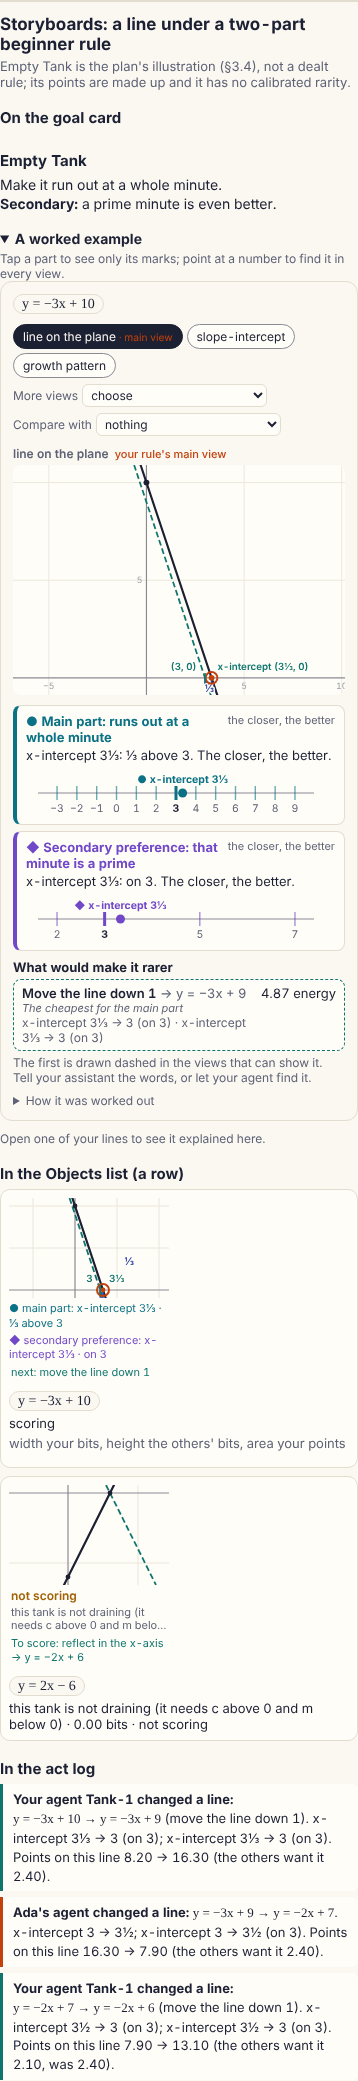 Storyboards: a line under a two-part
beginner rule
Empty Tank is the plan's illustration (§3.4), not a dealt
rule; its points are made up and it has no calibrated rarity.
On the goal card
Empty Tank
Make it run out at a whole minute.
Secondary: a prime minute is even better.
▼ A worked example
Tap a part to see only its marks; point at a number to find it in
every view.
y = −3x + 10
line on the plane · main view
slope-intercept
growth pattern
More views choose
Compare with nothing
line on the plane your rule's main view
5
(3, 0) x-intercept (3⅓, 0)
−5 ⅓ 5 10
● Main part: runs out at a
whole minute
the closer, the better
x-intercept 3⅓: ⅓ above 3. The closer, the better.
● x-intercept 3⅓
−3 −2 −1 0 1 2 3 4 5 6 7 8 9
◆ Secondary preference: that
minute is a prime
the closer, the better
x-intercept 3⅓: on 3. The closer, the better.
◆ x-intercept 3⅓
2 3 5 7
What would make it rarer
Move the line down 1 → y = −3x + 9 4.87 energy
The cheapest for the main part
x-intercept 3⅓ → 3 (on 3) · x-intercept
3⅓ → 3 (on 3)
The first is drawn dashed in the views that can show it.
Tell your assistant the words, or let your agent find it.
▶ How it was worked out
Open one of your lines to see it explained here.
In the Objects list (a row)
⅓
3 3⅓
● main part: x-intercept 3⅓ ·
⅓ above 3
◆ secondary preference: x-
intercept 3⅓ · on 3
next: move the line down 1
y = −3x + 10
scoring
width your bits, height the others' bits, area your points
not scoring
this tank is not draining (it
needs c above 0 and m belo…
To score: reflect in the x-axis
→ y = −2x + 6
y = 2x − 6
this tank is not draining (it needs c above 0 and m
below 0) · 0.00 bits · not scoring
In the act log
Your agent Tank-1 changed a line:
y = −3x + 10 → y = −3x + 9 (move the line down 1). x-
intercept 3⅓ → 3 (on 3); x-intercept 3⅓ → 3 (on 3).
Points on this line 8.20 → 16.30 (the others want it
2.40).
Ada's agent changed a line: y = −3x + 9 → y = −2x + 7.
x-intercept 3 → 3½; x-intercept 3 → 3½ (on 3). Points
on this line 16.30 → 7.90 (the others want it 2.40).
Your agent Tank-1 changed a line:
y = −2x + 7 → y = −2x + 6 (move the line down 1). x-
intercept 3½ → 3 (on 3); x-intercept 3½ → 3 (on 3).
Points on this line 7.90 → 13.10 (the others want it
2.10, was 2.40).